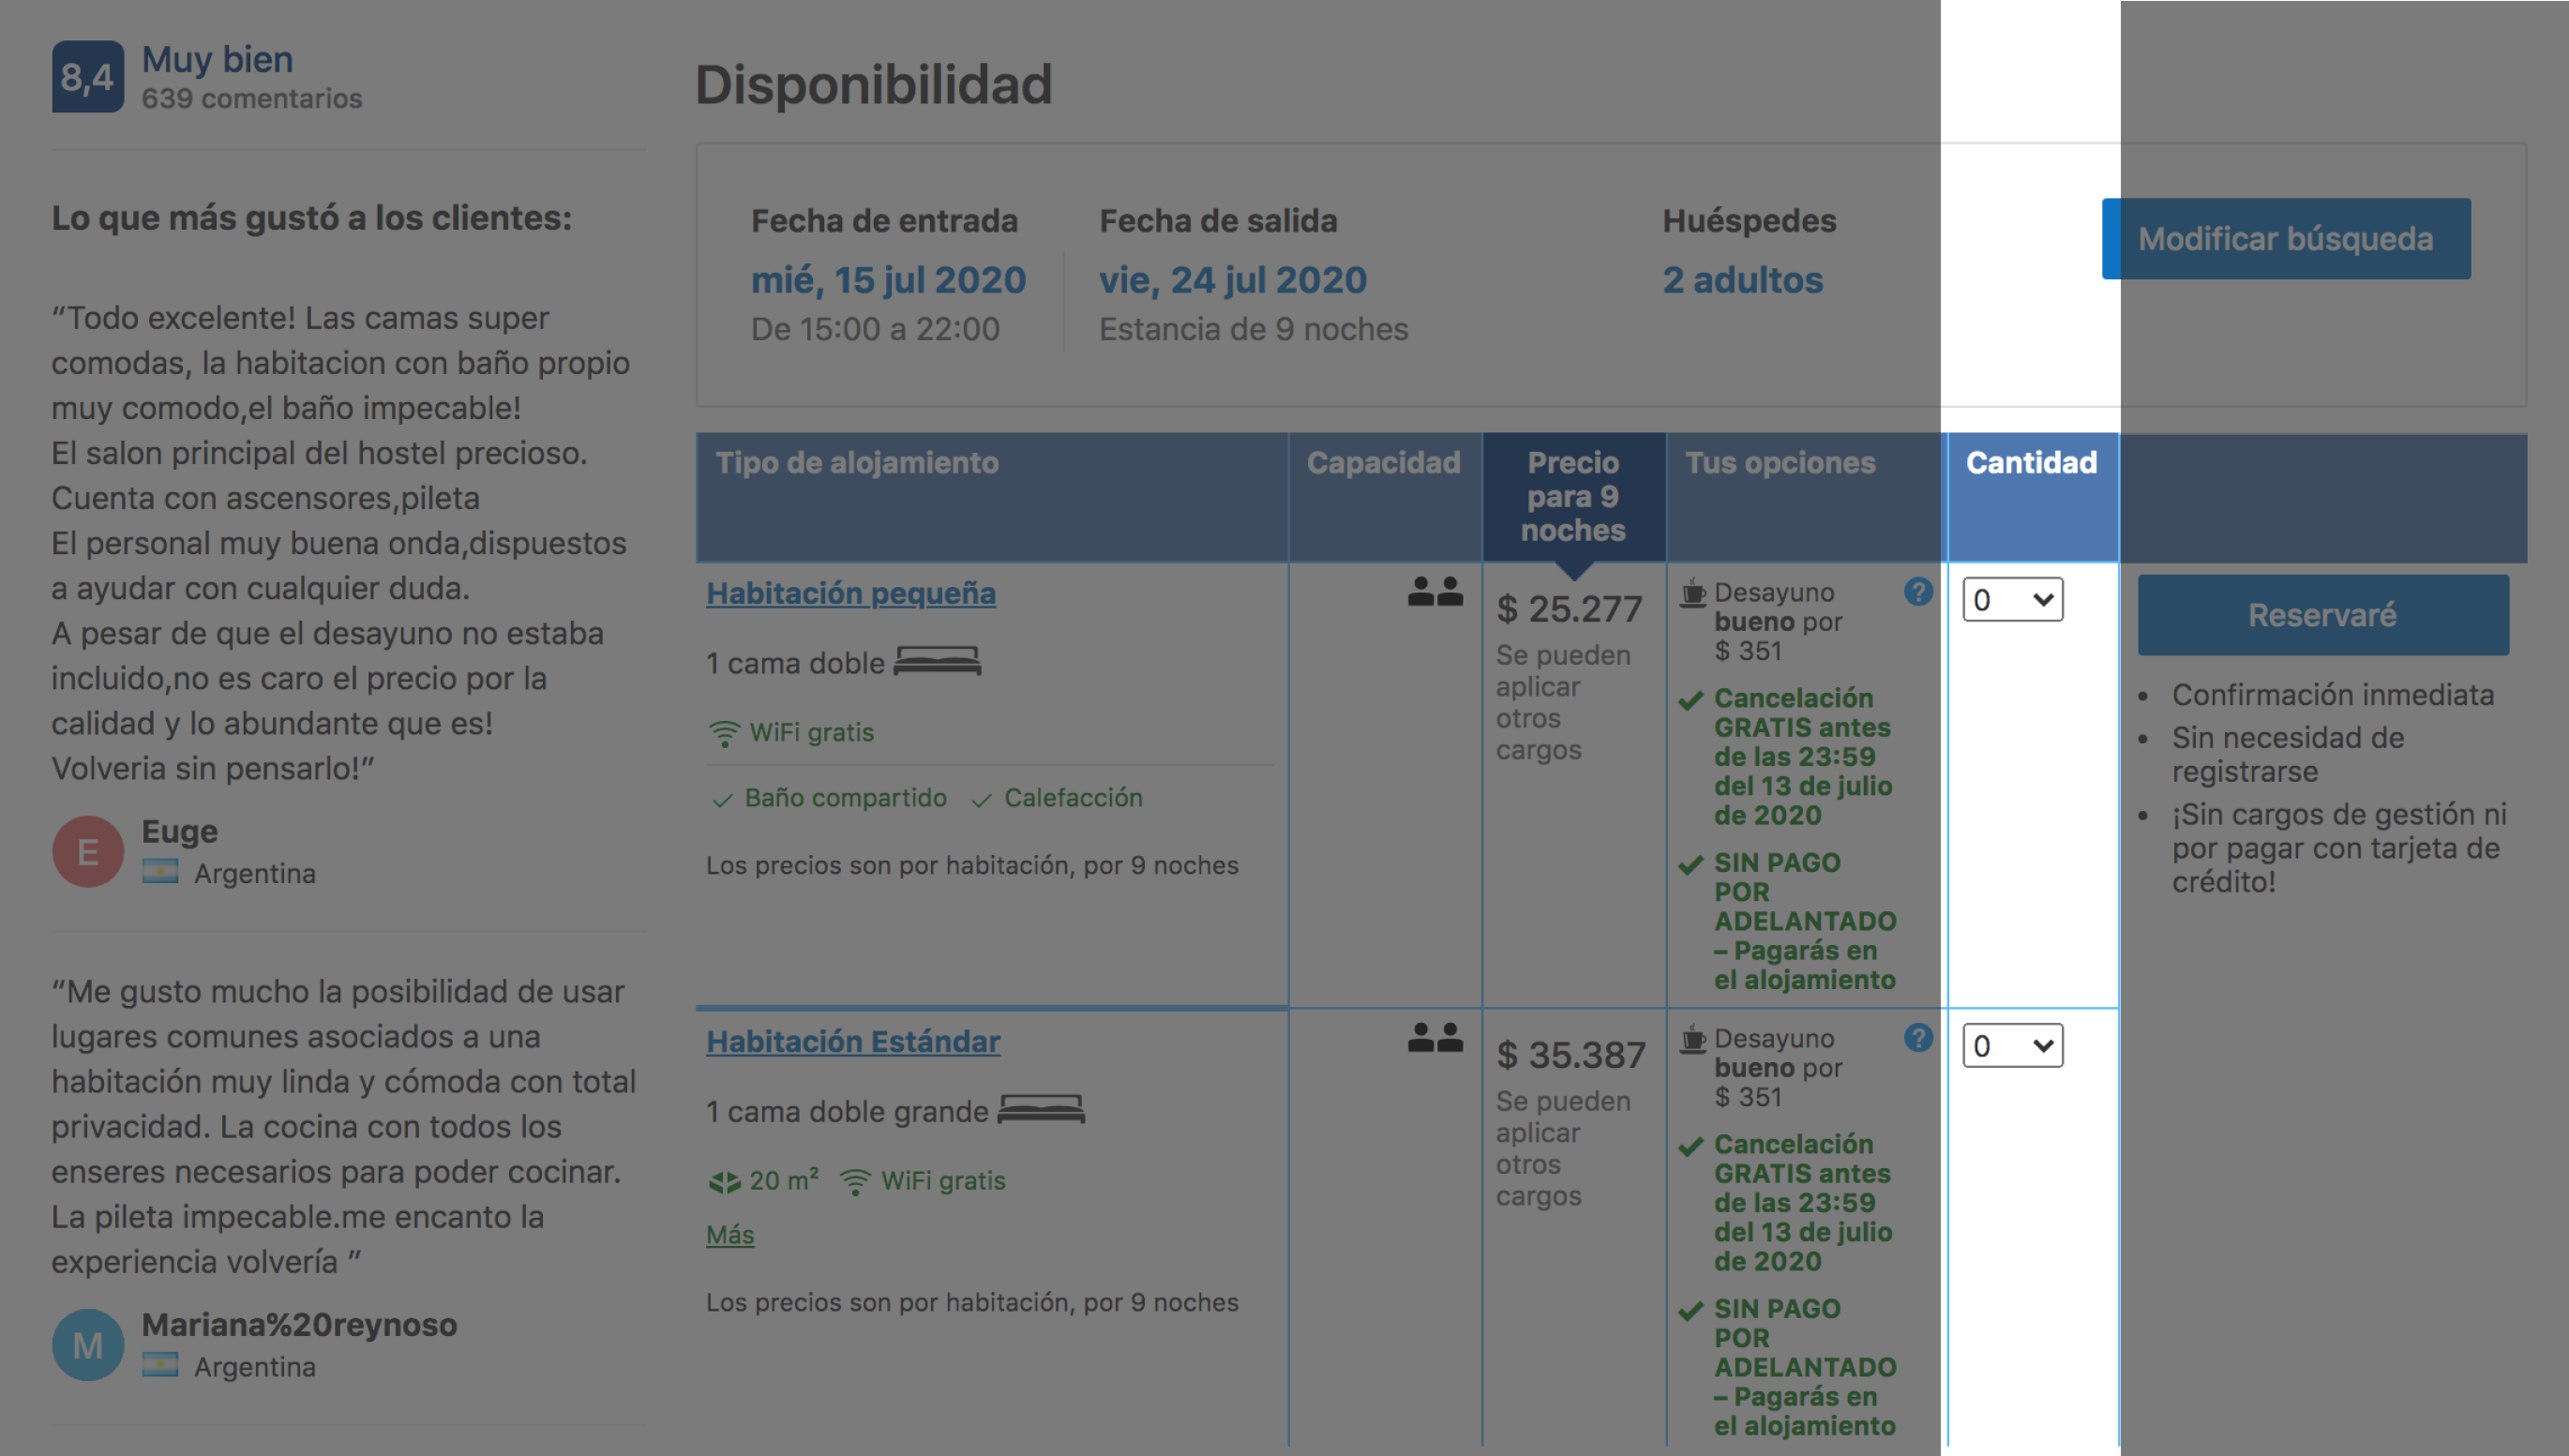 8,4
Muy bien
639 comentarios
Lo que más gustó a los clientes:
“Todo excelente! Las camas super
comodas, la habitacion con baño propio
muy comodo,el baño impecable!
El salon principal del hostel precioso.
Cuenta con ascensores,pileta
El personal muy buena onda,dispuestos
a ayudar con cualquier duda.
A pesar de que el desayuno no estaba
incluido,no es caro el precio por la
calidad y lo abundante que es!
Volveria sin pensarlo!”
E
Euge
Argentina
“Me gusto mucho la posibilidad de usar
lugares comunes asociados a una
habitación muy linda y cómoda con total
privacidad. La cocina con todos los
enseres necesarios para poder cocinar.
La pileta impecable.me encanto la
experiencia volvería ”
M
Mariana%20reynoso
Argentina
Disponibilidad
Fecha de entrada
mié, 15 jul 2020
De 15:00 a 22:00
Fecha de salida
vie, 24 jul 2020
Estancia de 9 noches
Huéspedes
2 adultos
Modificar búsqueda
Tipo de alojamiento
Capacidad
Precio
para 9
noches
Tus opciones
Cantidad
Habitación pequeña
1 cama doble
WiFi gratis
Baño compartido Calefacción
Los precios son por habitación, por 9 noches
$ 25.277
Se pueden
aplicar
otros
cargos
Desayuno ?
bueno por
$ 351
Cancelación
GRATIS antes
de las 23:59
del 13 de julio
de 2020
SIN PAGO
POR
ADELANTADO
– Pagarás en
el alojamiento
0
Reservaré
• Confirmación inmediata
• Sin necesidad de
registrarse
• ¡Sin cargos de gestión ni
por pagar con tarjeta de
crédito!
Habitación Estándar
1 cama doble grande
20 m² WiFi gratis
Más
Los precios son por habitación, por 9 noches
$ 35.387
Se pueden
aplicar
otros
cargos
Desayuno ?
bueno por
$ 351
Cancelación
GRATIS antes
de las 23:59
del 13 de julio
de 2020
SIN PAGO
POR
ADELANTADO
– Pagarás en
el alojamiento
0